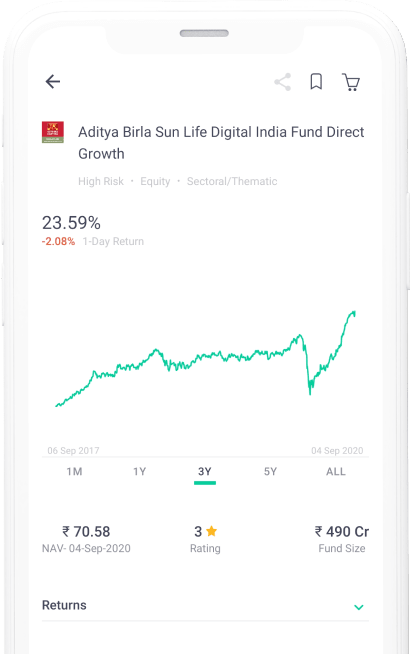 Aditya Birla Sun Life Digital India Fund Direct
Growth
High Risk • Equity • Sectoral/Thematic
23.59%
-2.08% 1-Day Return
06 Sep 2017 04 Sep 2020
1M 1Y 3Y 5Y ALL
₹ 70.58 3 ★ ₹ 490 Cr
NAV- 04-Sep-2020 Rating Fund Size
Returns